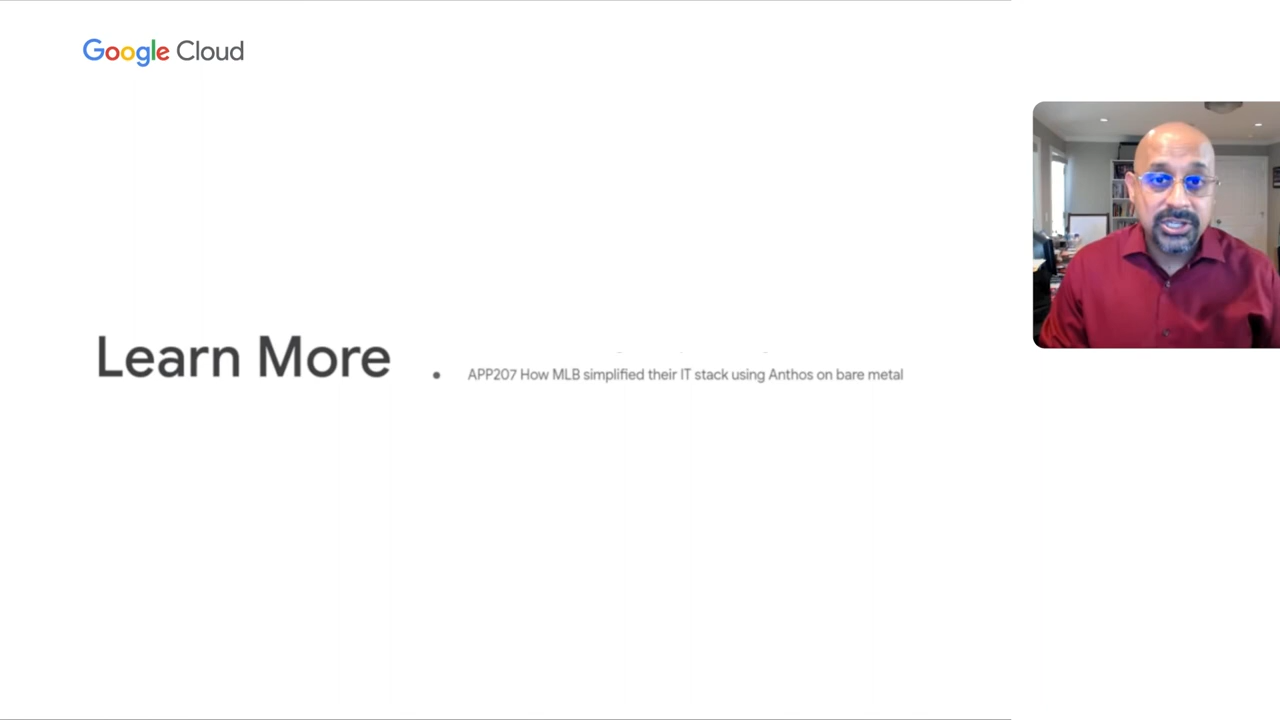 Google Cloud
Learn More
• APP207 How MLB simplified their IT stack using Anthos on bare metal